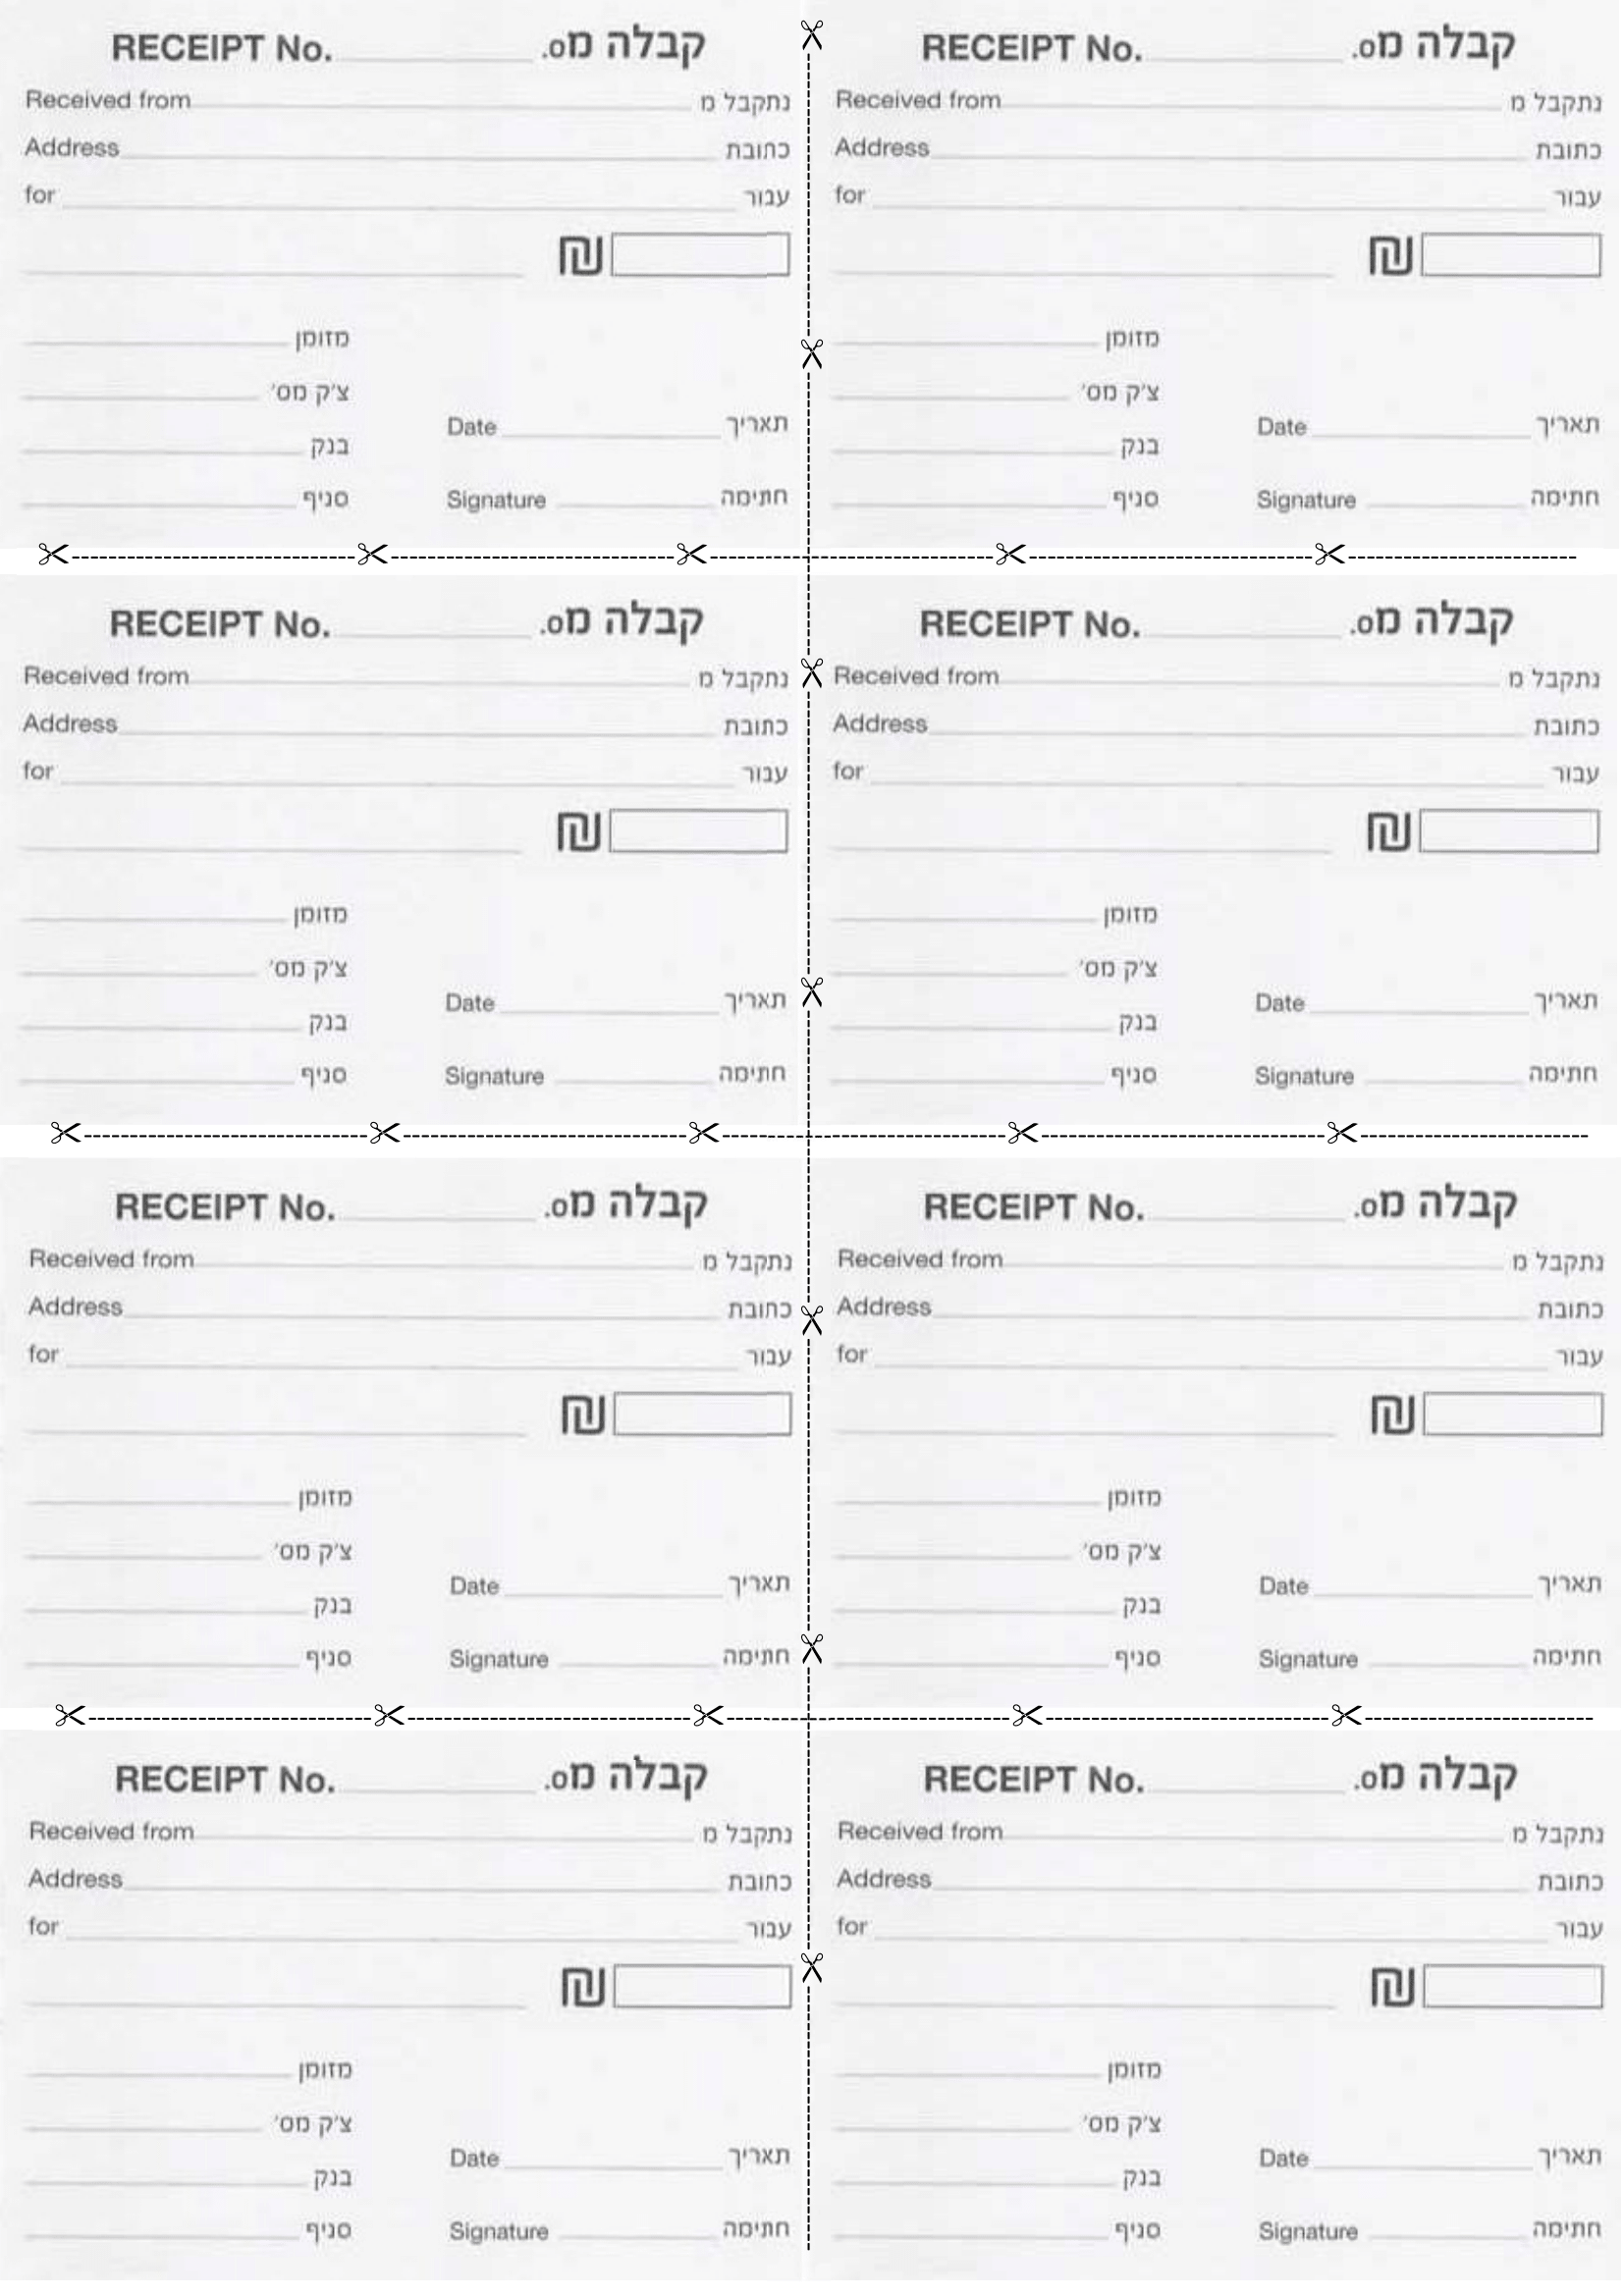 RECEIPT No. קבלה מס.
Received from נתקבל מ
Address כתובת
for עבור
₪
מזומן
צ'ק מס'
Date תאריך
בנק
Signature חתימה
סניף
RECEIPT No. קבלה מס.
Received from נתקבל מ
Address כתובת
for עבור
₪
מזומן
צ'ק מס'
Date תאריך
בנק
Signature חתימה
סניף
RECEIPT No. קבלה מס.
Received from נתקבל מ
Address כתובת
for עבור
₪
מזומן
צ'ק מס'
Date תאריך
בנק
Signature חתימה
סניף
RECEIPT No. קבלה מס.
Received from נתקבל מ
Address כתובת
for עבור
₪
מזומן
צ'ק מס'
Date תאריך
בנק
Signature חתימה
סניף
RECEIPT No. קבלה מס.
Received from נתקבל מ
Address כתובת
for עבור
₪
מזומן
צ'ק מס'
Date תאריך
בנק
Signature חתימה
סניף
RECEIPT No. קבלה מס.
Received from נתקבל מ
Address כתובת
for עבור
₪
מזומן
צ'ק מס'
Date תאריך
בנק
Signature חתימה
סניף
RECEIPT No. קבלה מס.
Received from נתקבל מ
Address כתובת
for עבור
₪
מזומן
צ'ק מס'
Date תאריך
בנק
Signature חתימה
סניף
RECEIPT No. קבלה מס.
Received from נתקבל מ
Address כתובת
for עבור
₪
מזומן
צ'ק מס'
Date תאריך
בנק
Signature חתימה
סניף